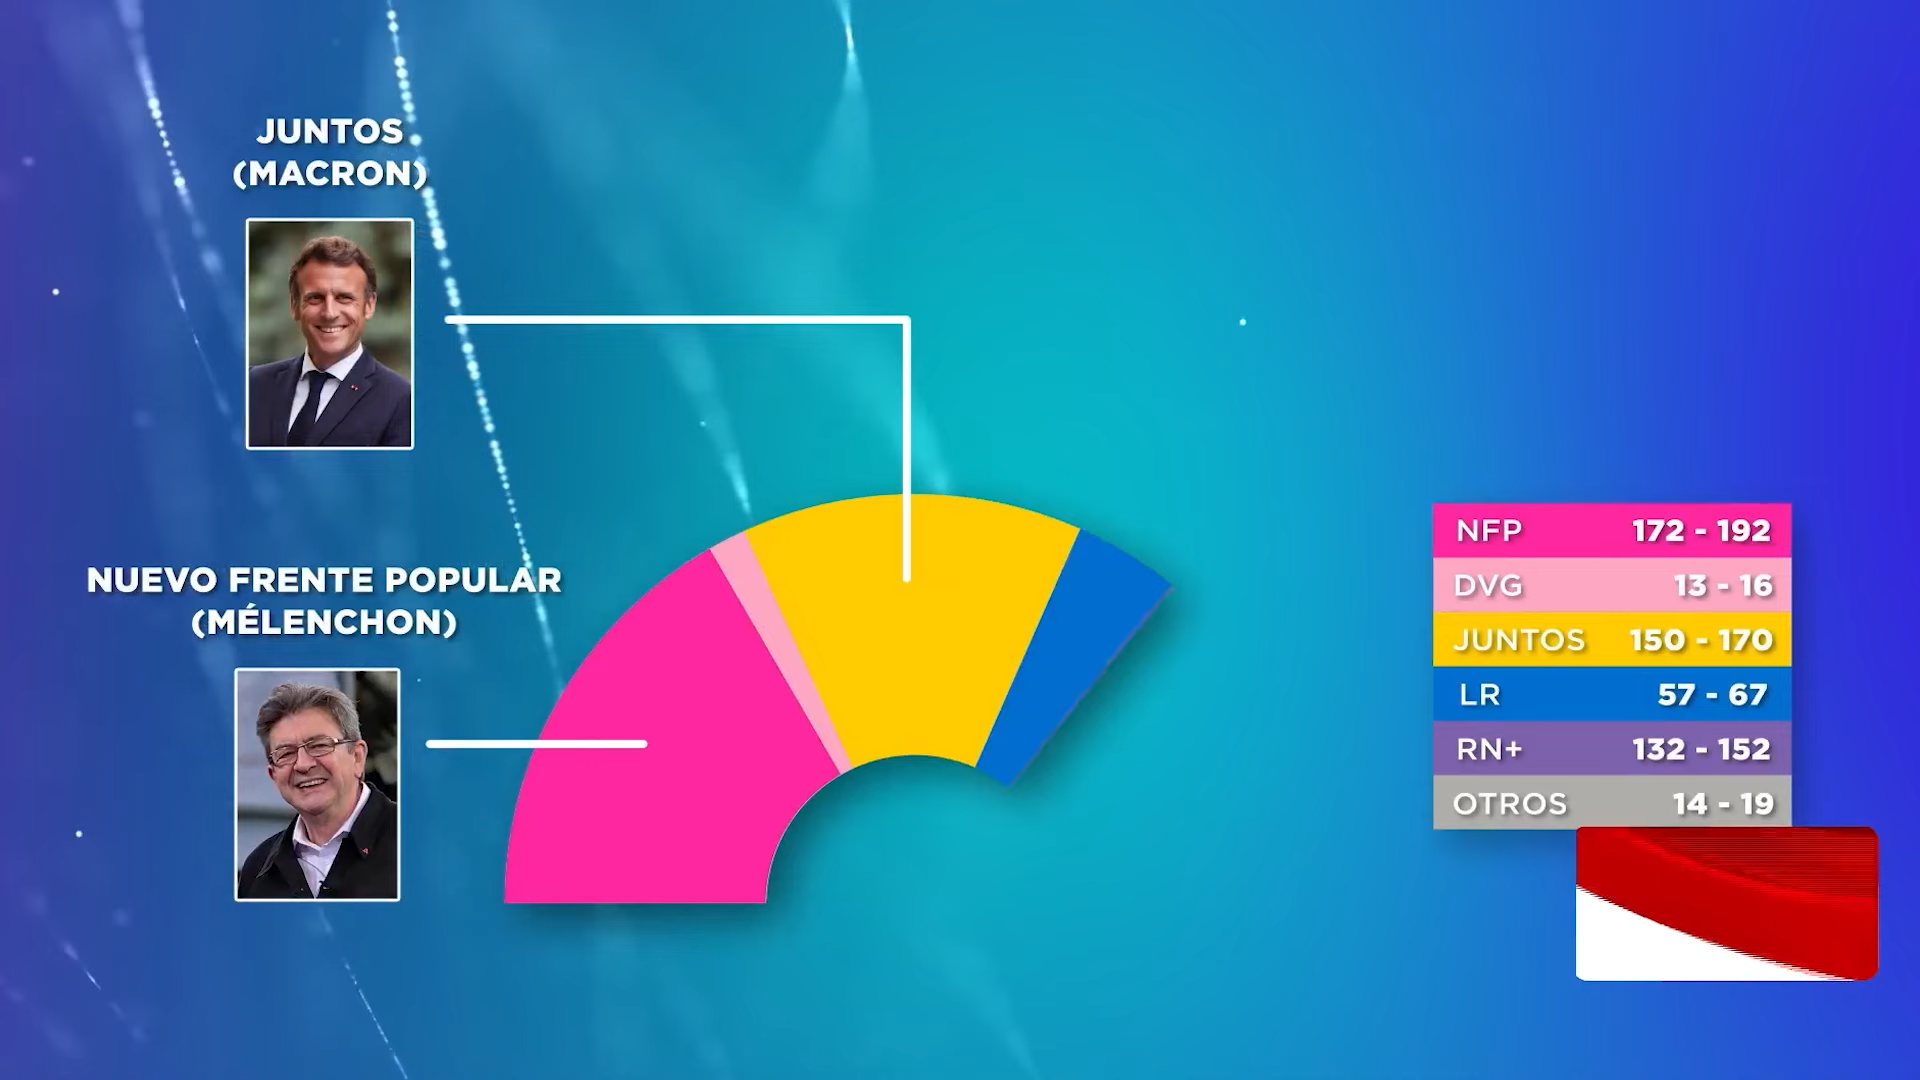 JUNTOS
(MACRON)
NUEVO FRENTE POPULAR
(MÉLENCHON)
NFP 172 - 192
DVG 13 - 16
JUNTOS 150 - 170
LR 57 - 67
RN+ 132 - 152
OTROS 14 - 19